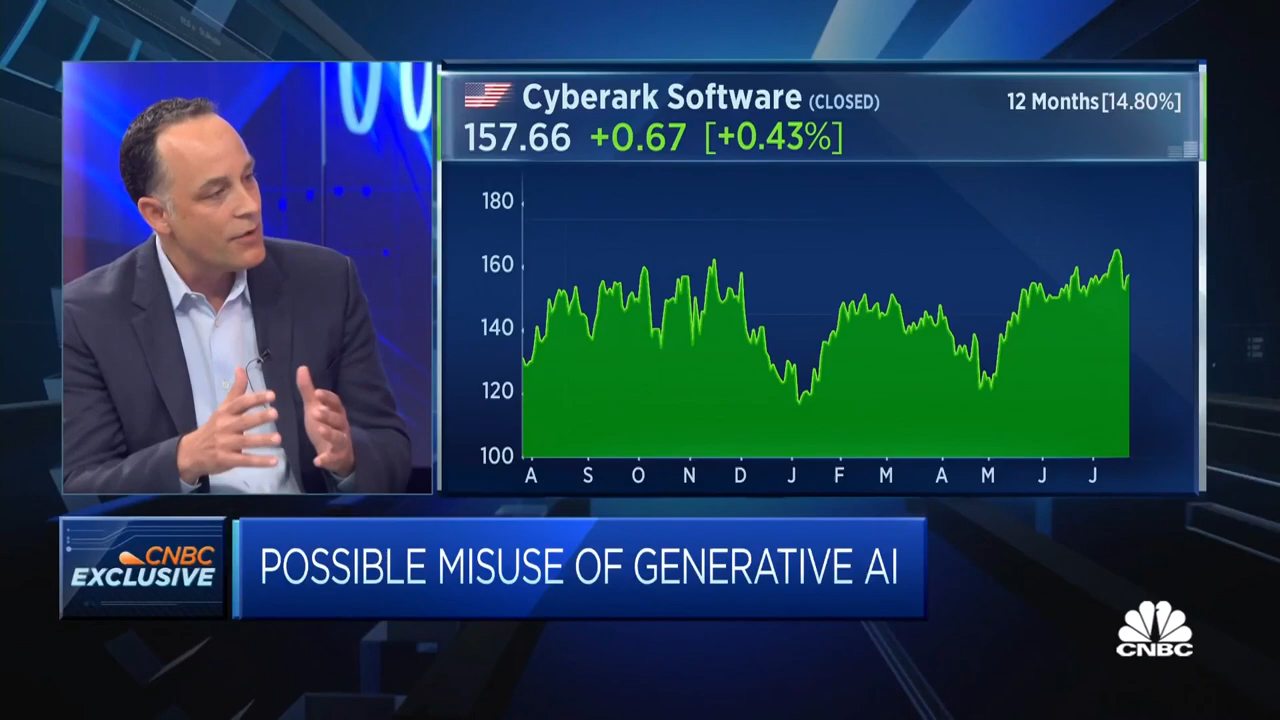 Cyberark Software (CLOSED)
12 Months[14.80%]
157.66 +0.67 [+0.43%]
180
160
140
120
100
A S O N D J F M A M J J
CNBC
EXCLUSIVE
POSSIBLE MISUSE OF GENERATIVE AI
CNBC